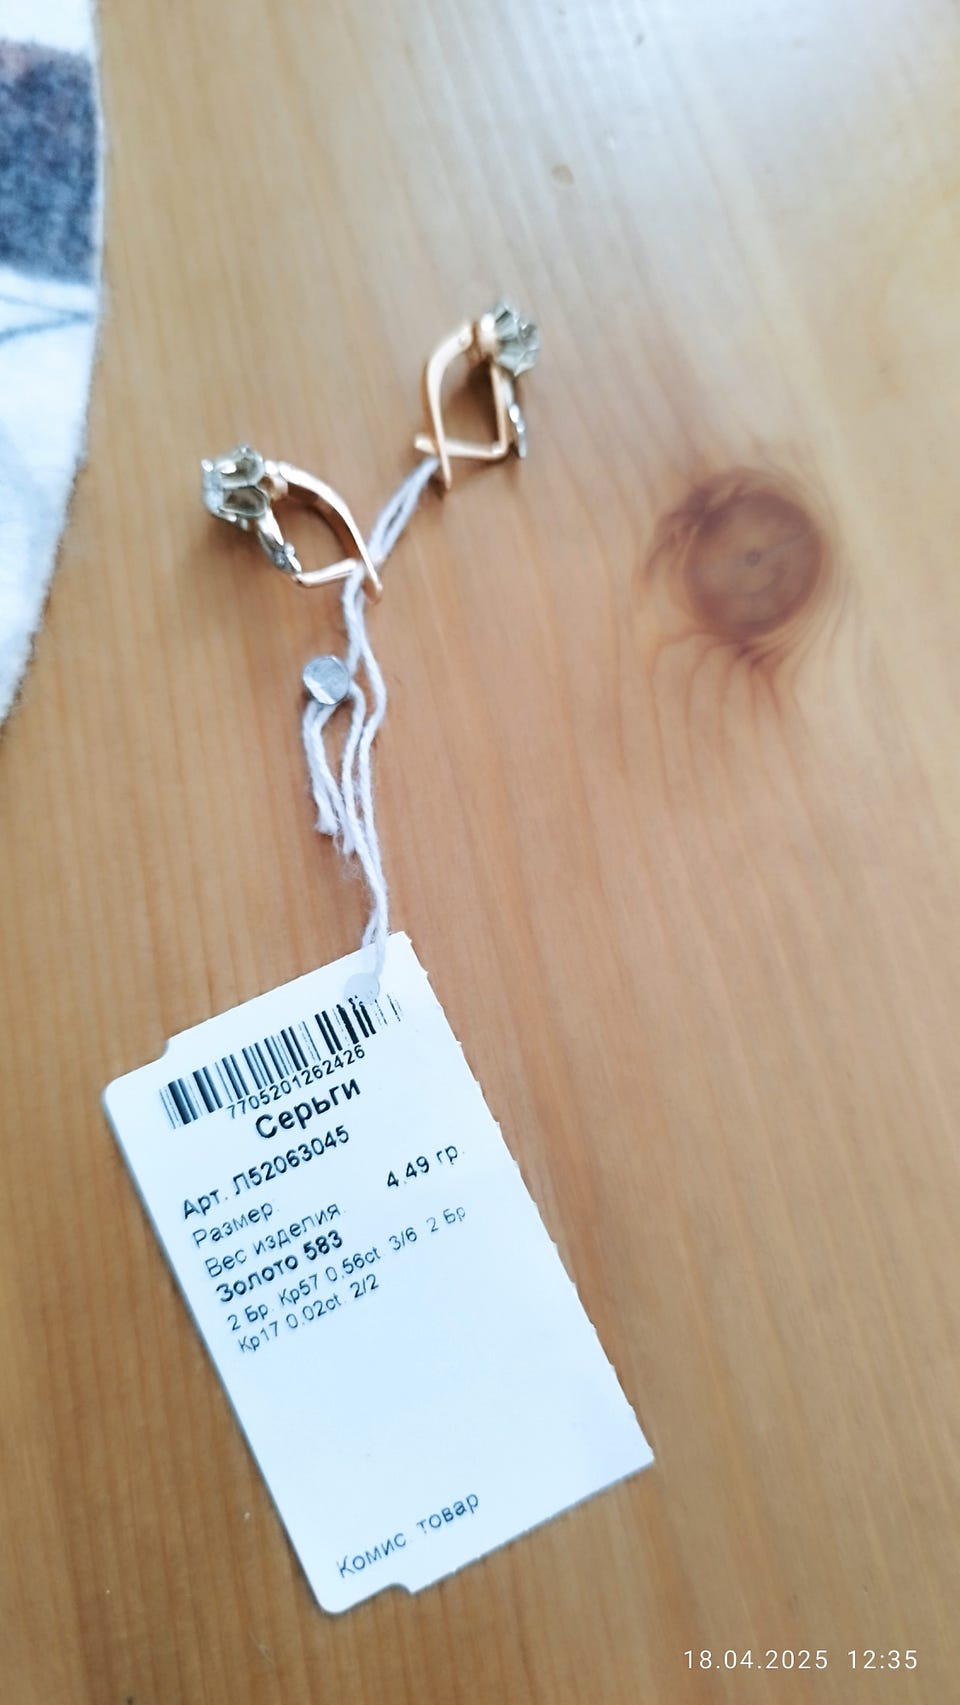 7705201262426
Серьги
Арт. Л52063045
Размер.
Вес изделия. 4.49 гр.
Золото 583
2 Бр. Кр57 0.56ct 3/6 2 Бр
Кр17 0.02ct 2/2
Комис. товар
18.04.2025 12:35